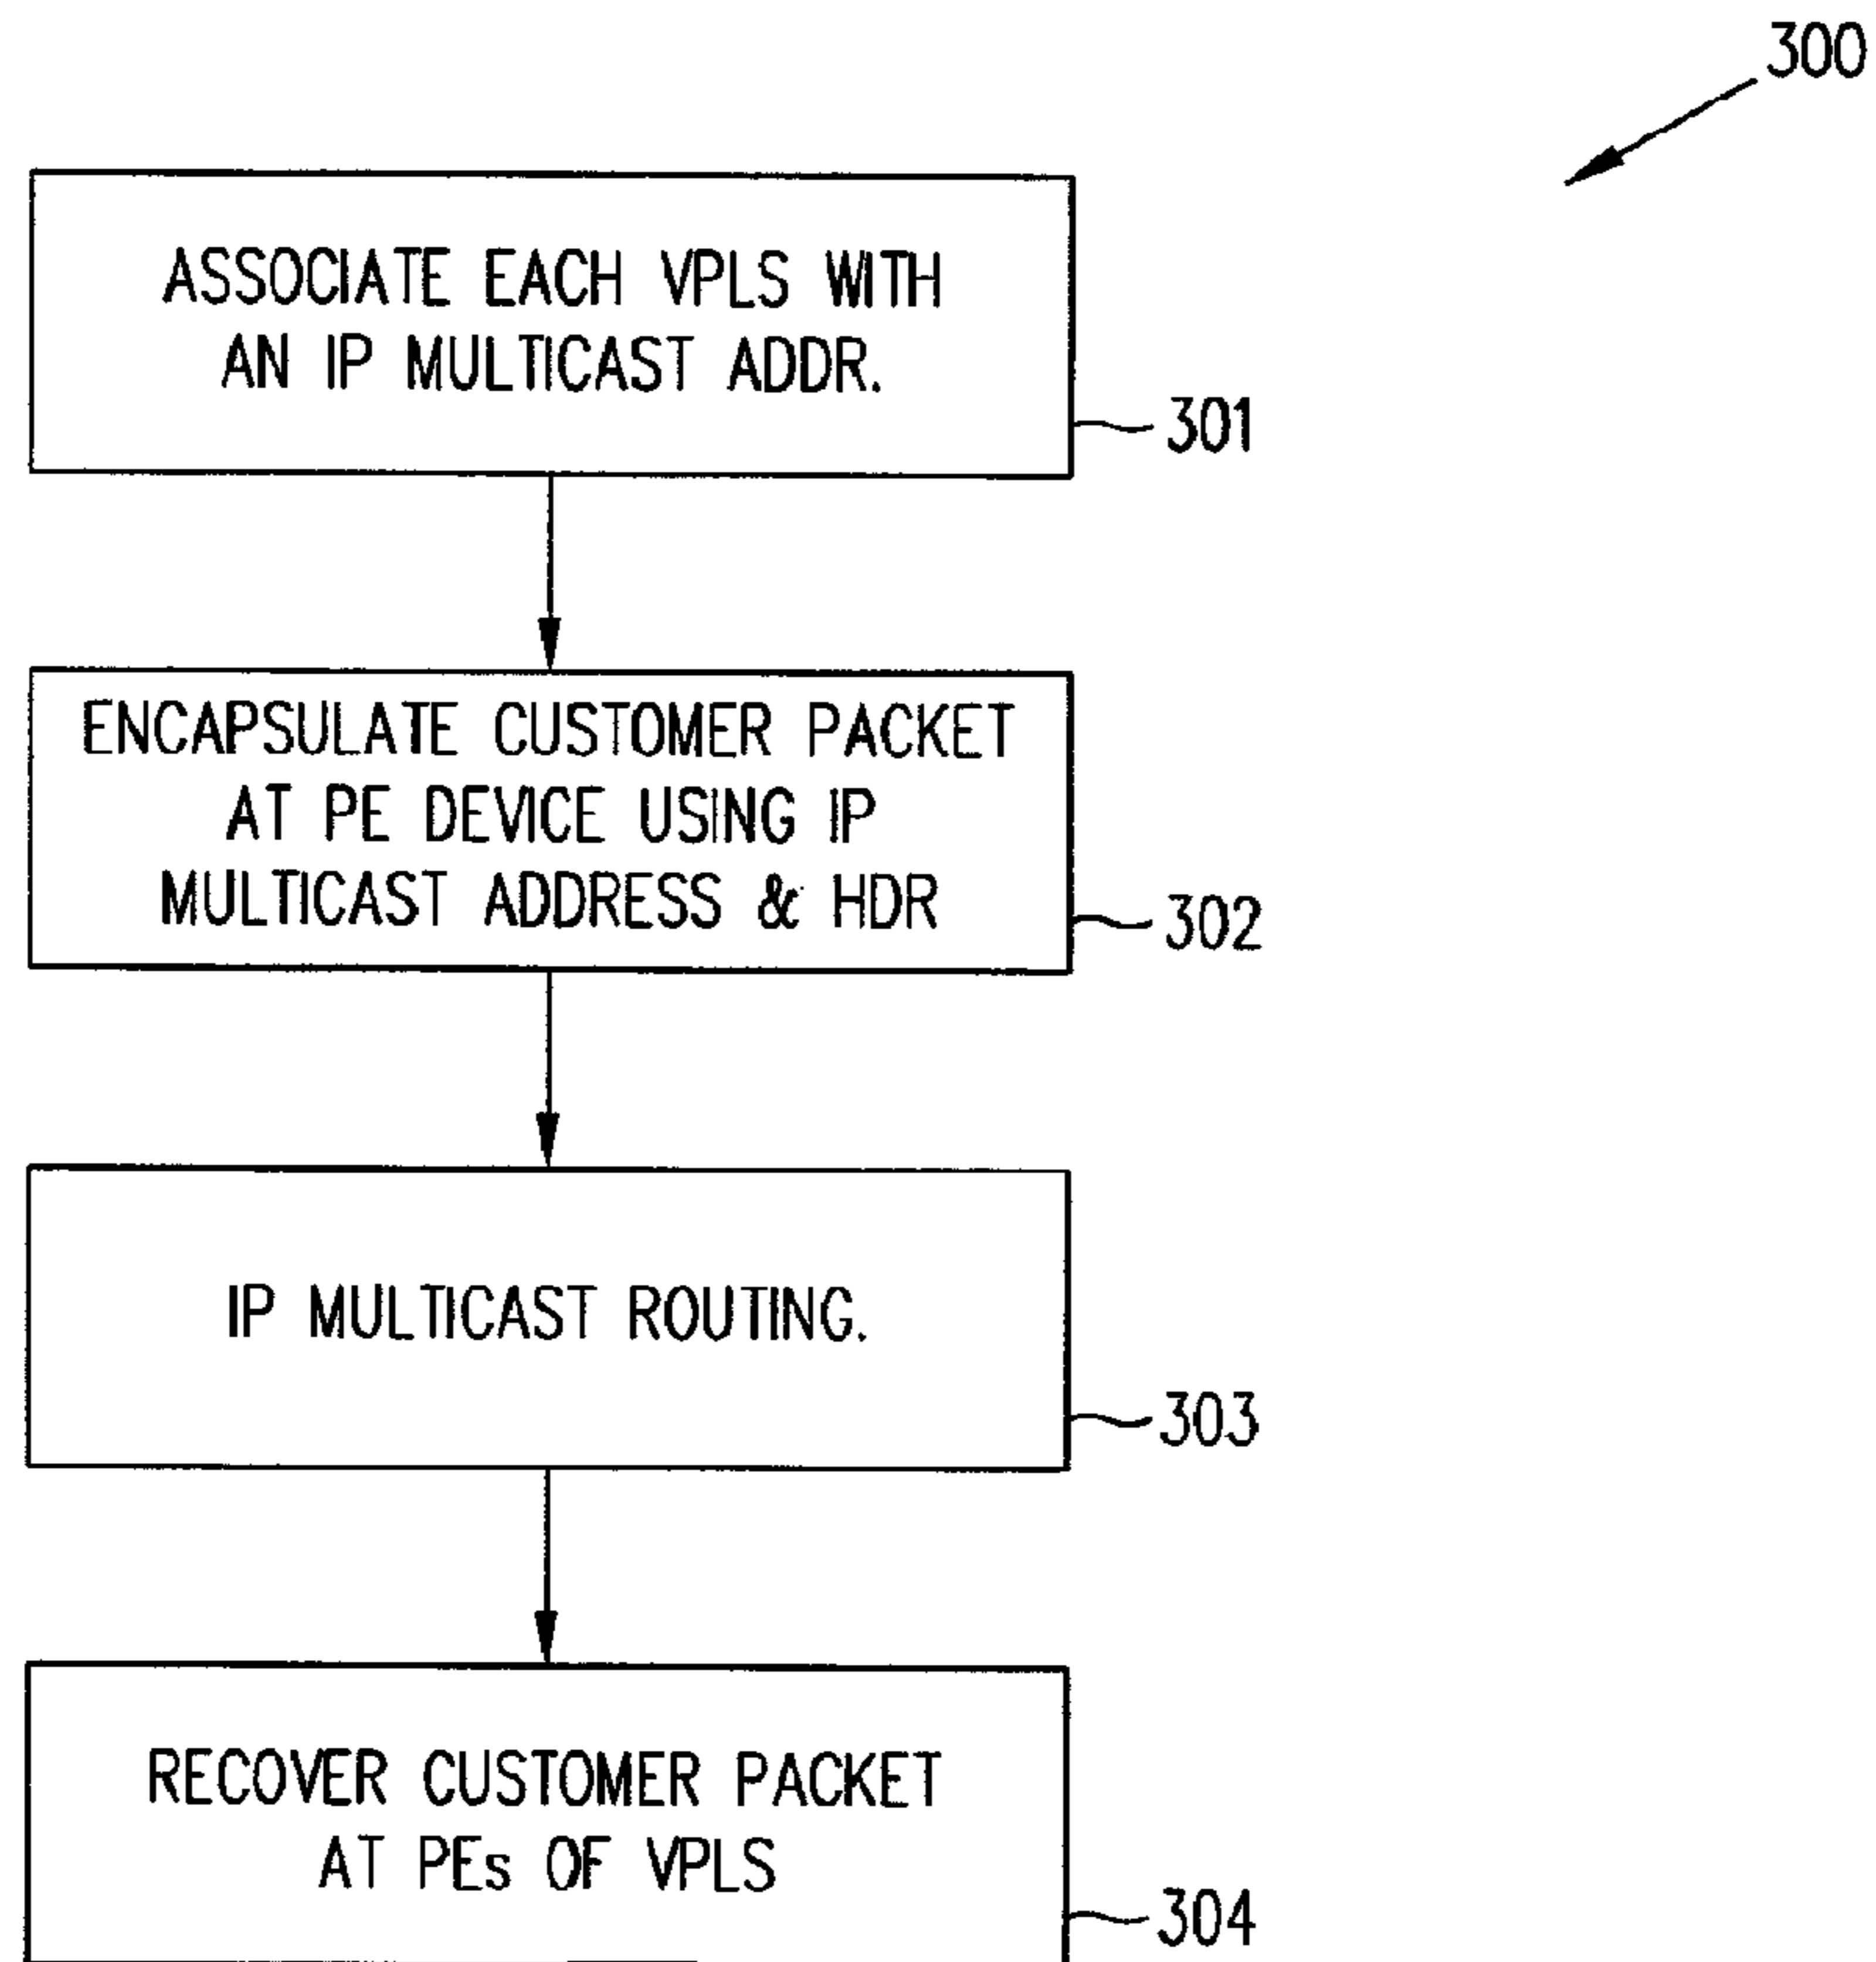 300
ASSOCIATE EACH VPLS WITH
AN IP MULTICAST ADDR.
301
ENCAPSULATE CUSTOMER PACKET
AT PE DEVICE USING IP
MULTICAST ADDRESS & HDR
302
IP MULTICAST ROUTING.
303
RECOVER CUSTOMER PACKET
AT PEs OF VPLS
304